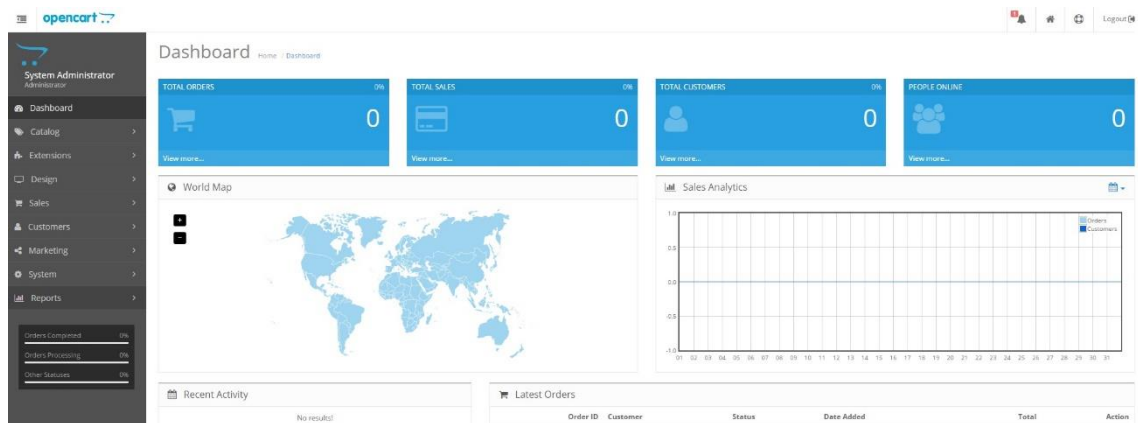 opencart
1
Logout
System Administrator
Administrator
Dashboard
Catalog
Extensions
Design
Sales
Customers
Marketing
System
Reports
Orders Completed 0%
Orders Processing 0%
Other Statuses 0%
Dashboard Home / Dashboard
TOTAL ORDERS 0%
0
View more...
TOTAL SALES 0%
0
View more...
TOTAL CUSTOMERS 0%
0
View more...
PEOPLE ONLINE
0
View more...
World Map
+
-
Sales Analytics
Orders
Customers
1.0
0.5
0.0
-0.5
-1.0
01 02 03 04 05 06 07 08 09 10 11 12 13 14 15 16 17 18 19 20 21 22 23 24 25 26 27 28 29 30 31
Recent Activity
No results!
Latest Orders
Order ID Customer Status Date Added Total Action